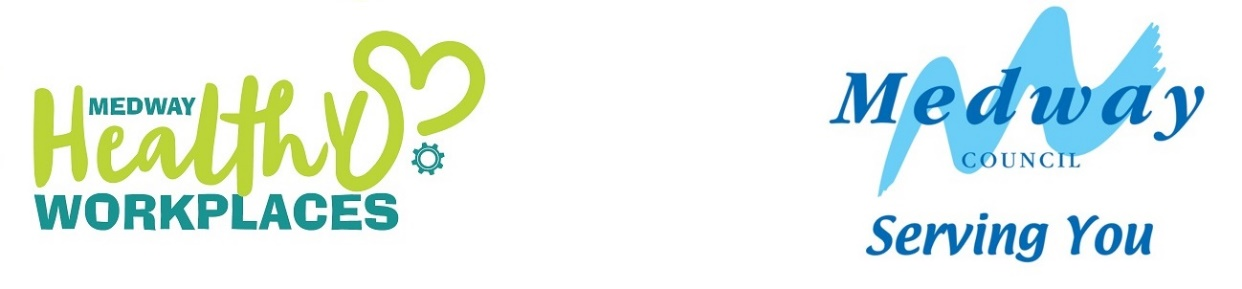 MEDWAY
Healthy
WORKPLACES
Medway
COUNCIL
Serving You